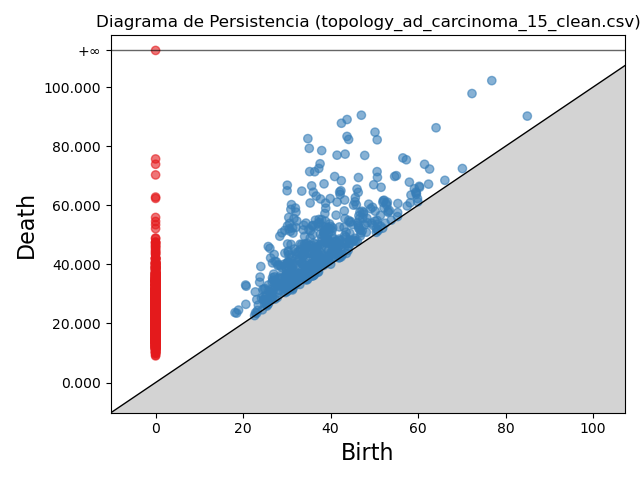 Diagrama de Persistencia (topology_ad_carcinoma_15_clean.csv)
+∞
100.000
80.000
60.000
40.000
20.000
0.000
Death
0 20 40 60 80 100
Birth